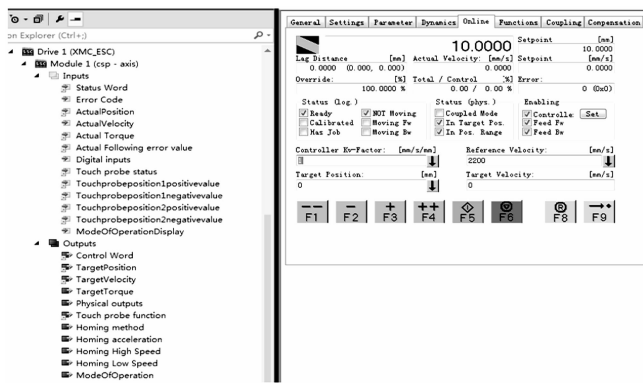 on Explorer (Ctrl+;)
Drive 1 (XMC_ESC)
Module 1 (csp - axis)
Inputs
Status Word
Error Code
ActualPosition
ActualVelocity
Actual Torque
Actual Following error value
Digital inputs
Touch probe status
Touchprobeposition1positivevalue
Touchprobeposition1negativevalue
Touchprobeposition2positivevalue
Touchprobeposition2negativevalue
ModeOfOperationDisplay
Outputs
Control Word
TargetPosition
TargetVelocity
TargetTorque
Physical outputs
Touch probe function
Homing method
Homing acceleration
Homing High Speed
Homing Low Speed
ModeOfOperation
General Settings Parameter Dynamics Online Functions Coupling Compensation
10.0000 Setpoint [mm]
10.0000
Lag Distance [mm] Actual Velocity: [mm/s] Setpoint [mm/s]
0.0000 (0.000, 0.000) 0.0000 0.0000
Override: [%] Total / Control [%] Error:
100.0000 % 0.00 / 0.00 % 0 (0x0)
Status (log.) Status (phys.) Enabling
Ready NOT Moving Coupled Mode Controlle: Set
Calibrated Moving Fw In Target Pos. Feed Fw
Has Job Moving Bw In Pos. Range Feed Bw
Controller Kv-Factor: [mm/s/mm] Reference Velocity: [mm/s]
1 2200
Target Position: [mm] Target Velocity: [mm/s]
0 0
-- - + ++
F1 F2 F3 F4 F5 F6 F8 F9